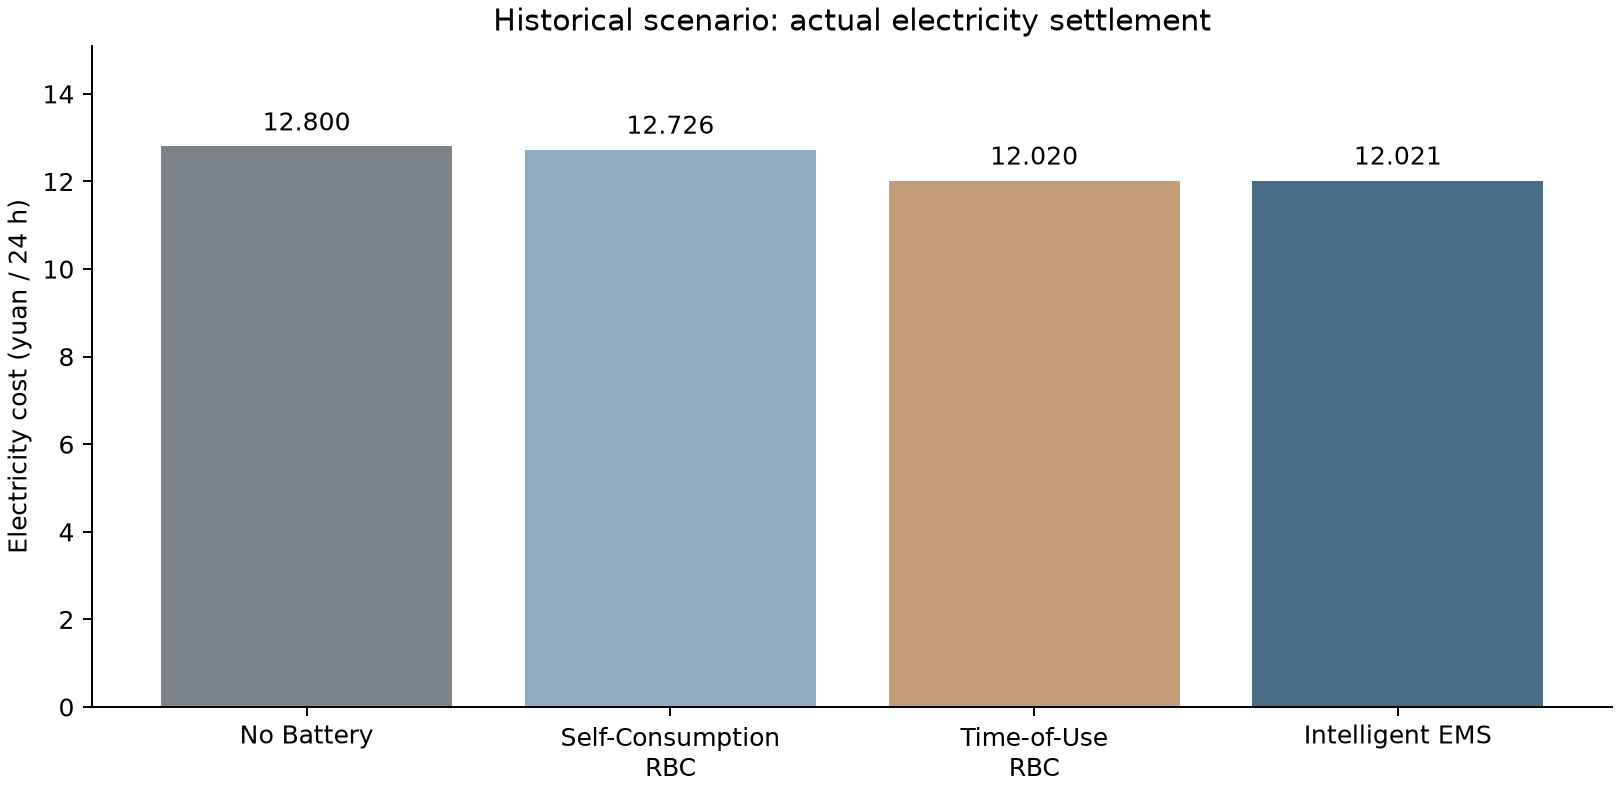 Historical scenario: actual electricity settlement
Electricity cost (yuan / 24 h)
14
12
10
8
6
4
2
0
12.800
12.726
12.020
12.021
No Battery
Self-Consumption
RBC
Time-of-Use
RBC
Intelligent EMS